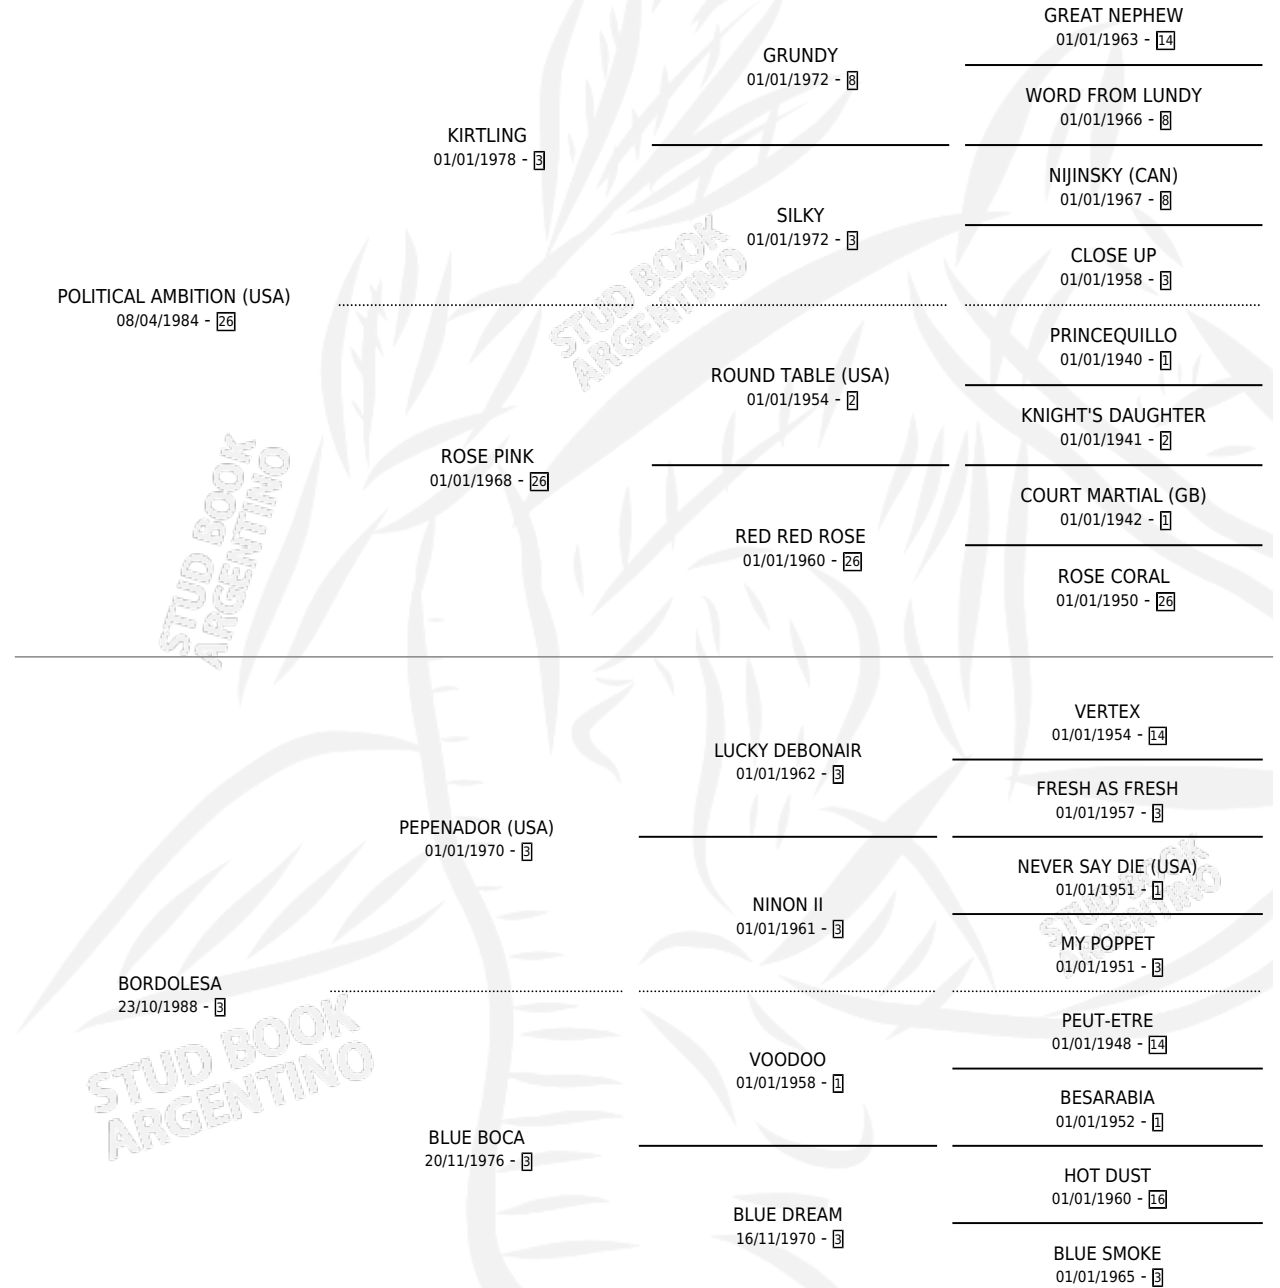 GREAT NEPHEW
01/01/1963 - 14
GRUNDY
01/01/1972 - 8
WORD FROM LUNDY
01/01/1966 - 8
KIRTLING
01/01/1978 - 3
NIJINSKY (CAN)
01/01/1967 - 8
SILKY
01/01/1972 - 3
CLOSE UP
01/01/1958 - 3
POLITICAL AMBITION (USA)
08/04/1984 - 26
PRINCEQUILLO
01/01/1940 - 1
ROUND TABLE (USA)
01/01/1954 - 2
KNIGHT'S DAUGHTER
01/01/1941 - 2
ROSE PINK
01/01/1968 - 26
COURT MARTIAL (GB)
01/01/1942 - 1
RED RED ROSE
01/01/1960 - 26
ROSE CORAL
01/01/1950 - 26
STUD BOOK
ARGENTINO
STUD BOOK
ARGENTINO
VERTEX
01/01/1954 - 14
LUCKY DEBONAIR
01/01/1962 - 3
FRESH AS FRESH
01/01/1957 - 3
PEPENADOR (USA)
01/01/1970 - 3
NEVER SAY DIE (USA)
01/01/1951 - 1
NINON II
01/01/1961 - 3
MY POPPET
01/01/1951 - 3
BORDOLESA
23/10/1988 - 3
PEUT-ETRE
01/01/1948 - 14
VOODOO
01/01/1958 - 1
BESARABIA
01/01/1952 - 1
BLUE BOCA
20/11/1976 - 3
HOT DUST
01/01/1960 - 16
BLUE DREAM
16/11/1970 - 3
BLUE SMOKE
01/01/1965 - 3
STUD BOOK
ARGENTINO
STUD BOOK
ARGENTINO